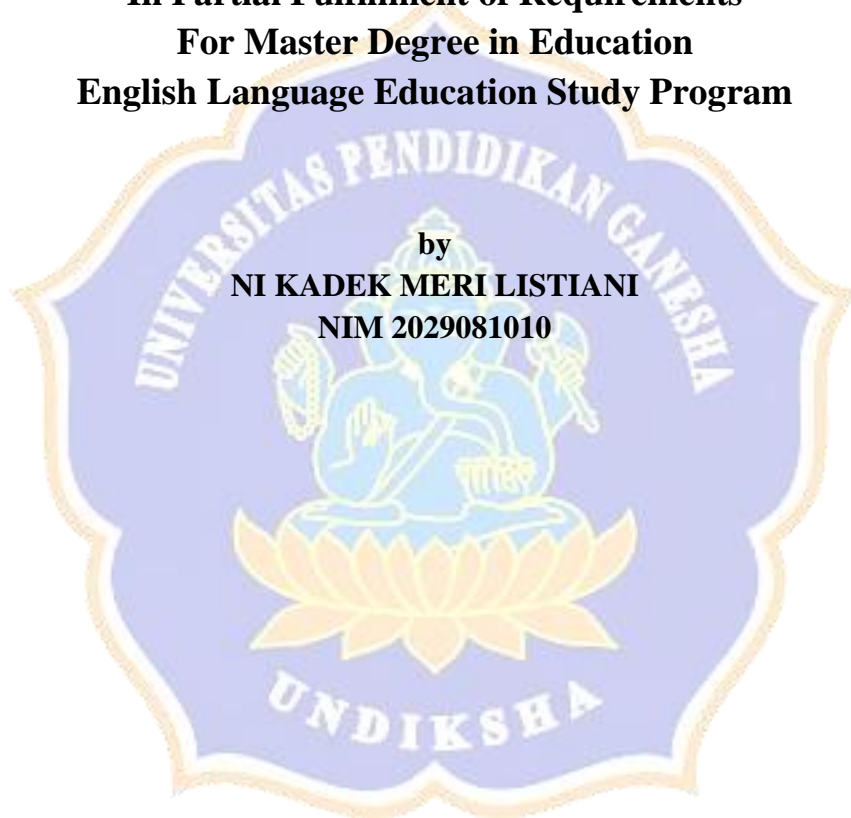 In Partial Fulfillment of Requirements
For Master Degree in Education
English Language Education Study Program
UNIVERSITAS PENDIDIKAN GANESHA
by
NI KADEK MERI LISTIANI
NIM 2029081010
UNDIKSHA